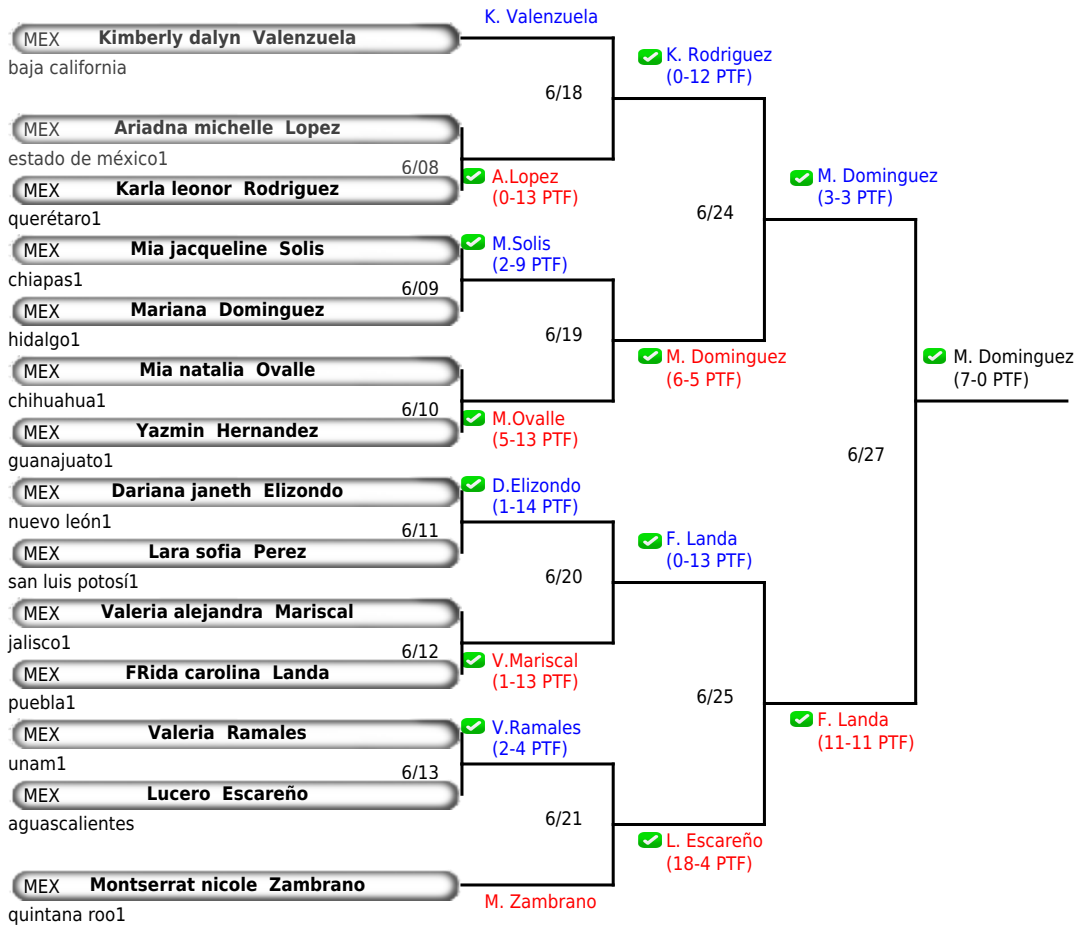 K. Valenzuela
MEX Kimberly dalyn Valenzuela
baja california
K. Rodriguez
(0-12 PTF)
6/18
MEX Ariadna michelle Lopez
estado de méxico1
6/08
A.Lopez
(0-13 PTF)
MEX Karla leonor Rodriguez
querétaro1
M. Dominguez
(3-3 PTF)
6/24
MEX Mia jacqueline Solis
chiapas1
M.Solis
(2-9 PTF)
6/09
MEX Mariana Dominguez
hidalgo1
6/19
M. Dominguez
(6-5 PTF)
M. Dominguez
(7-0 PTF)
MEX Mia natalia Ovalle
chihuahua1
6/10
M.Ovalle
(5-13 PTF)
MEX Yazmin Hernandez
guanajuato1
6/27
MEX Dariana janeth Elizondo
nuevo león1
D.Elizondo
(1-14 PTF)
6/11
MEX Lara sofia Perez
san luis potosí1
F. Landa
(0-13 PTF)
6/20
MEX Valeria alejandra Mariscal
jalisco1
6/12
V.Mariscal
(1-13 PTF)
MEX FRida carolina Landa
puebla1
6/25
F. Landa
(11-11 PTF)
MEX Valeria Ramales
unam1
V.Ramales
(2-4 PTF)
6/13
MEX Lucero Escareño
aguascalientes
6/21
L. Escareño
(18-4 PTF)
MEX Montserrat nicole Zambrano
quintana roo1
M. Zambrano